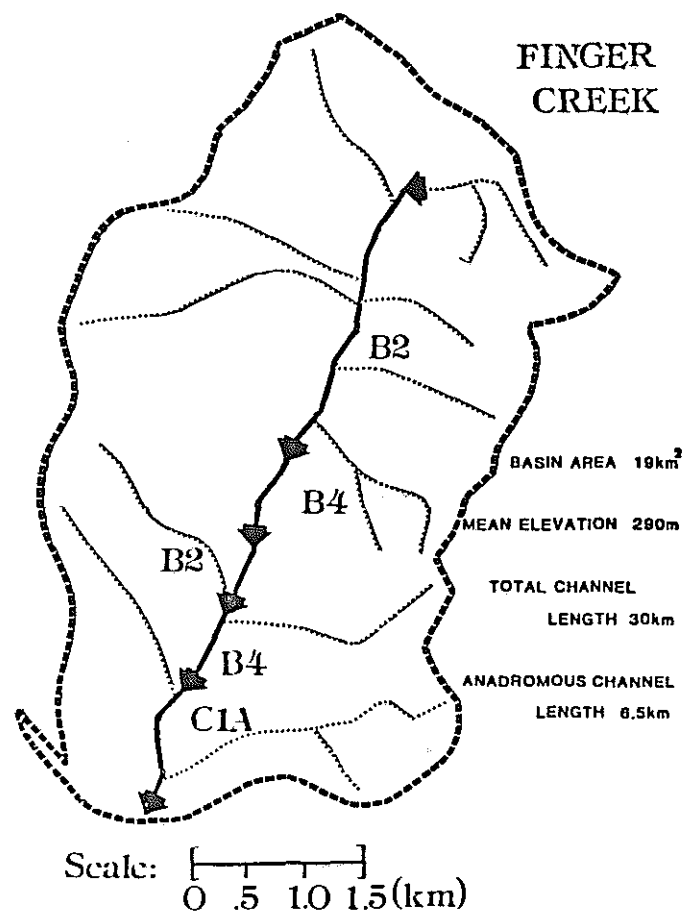 FINGER
CREEK
B2
BASIN AREA 19km²
B4
MEAN ELEVATION 290m
B2
TOTAL CHANNEL
LENGTH 30km
B4
ANADROMOUS CHANNEL
LENGTH 6.5km
C1A
Scale:
0 .5 1.0 1.5(km)